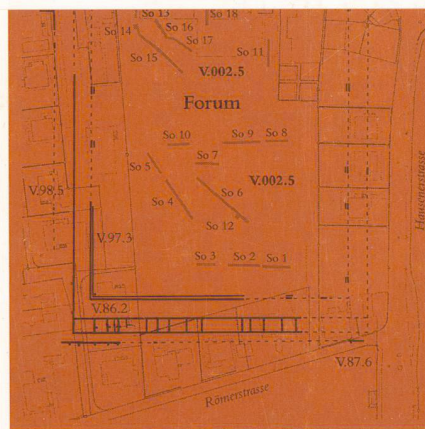 So 13
So 18
So 14
So 16
So 17
So 15
So 11
V.002.5
Forum
So 10
So 9
So 8
So 7
So 5
V.002.5
V.98.5
So 4
So 6
Hausenerstrasse
So 12
V.97.3
So 3
So 2
So 1
V.86.2
V.87.6
Römerstrasse